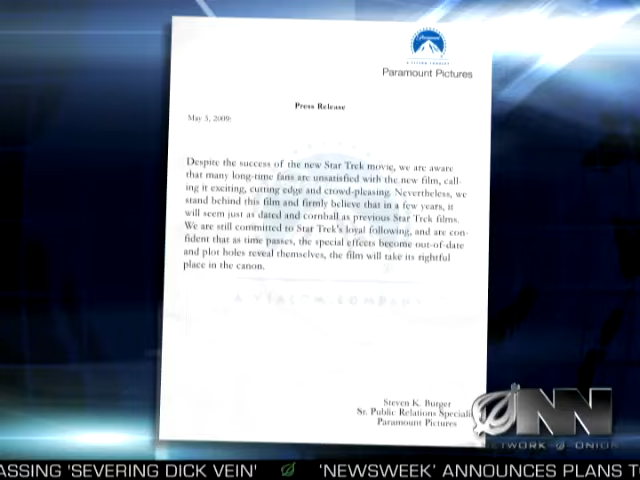 Paramount
Paramount Pictures
Press Release
May 3, 2009:
Despite the success of the new Star Trek movie, we are aware
that many long-time fans are unsatisfied with the new film, call-
ing it exciting, cutting edge and crowd-pleasing. Nevertheless, we
stand behind this film and firmly believe that in a few years, it
will seem just as dated and cornball as previous Star Trek films.
We are still committed to Star Trek's loyal following, and are con-
fident that as time passes, the special effects become out-of-date
and plot holes reveal themselves, the film will take its rightful
place in the canon.
A VIACOM COMPANY
Steven K. Burger
Sr. Public Relations Speciali
Paramount Pictures
ONN
ETWORK ONION
ASSING 'SEVERING DICK VEIN' 'NEWSWEEK' ANNOUNCES PLANS TO